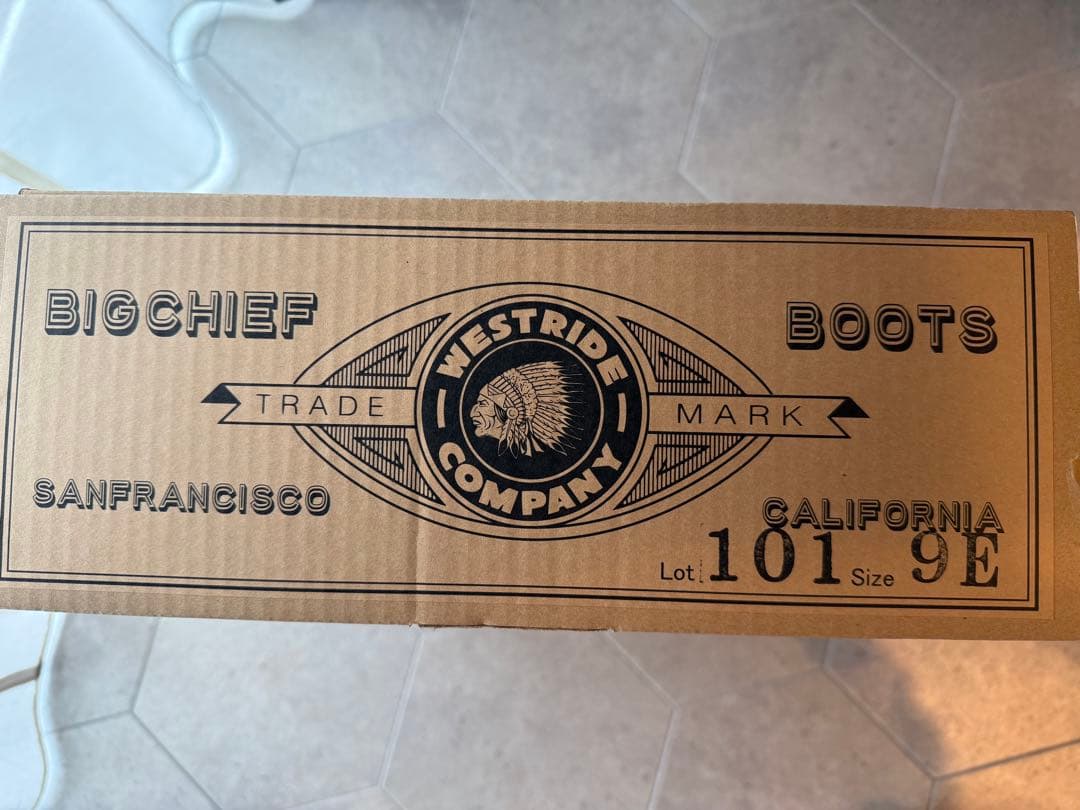 BIGCHIEF BOOTS
WESTRIDE
TRADE MARK
COMPANY
SANFRANCISCO CALIFORNIA
Lot 101 Size 9E